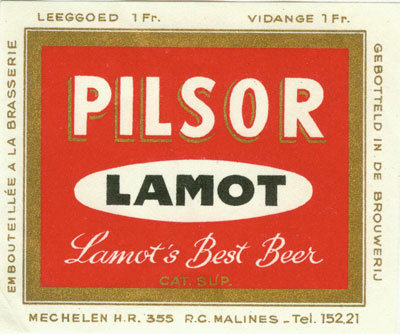 LEEGGOED 1 Fr. VIDANGE 1 Fr.
EMBOUTEILLÉE A LA BRASSERIE
GEBOTTELD IN DE BROUWERIJ
PILSOR
LAMOT
Lamot's Best Beer
CAT. SUP.
MECHELEN H.R. 355 R.C. MALINES - Tel. 152.21